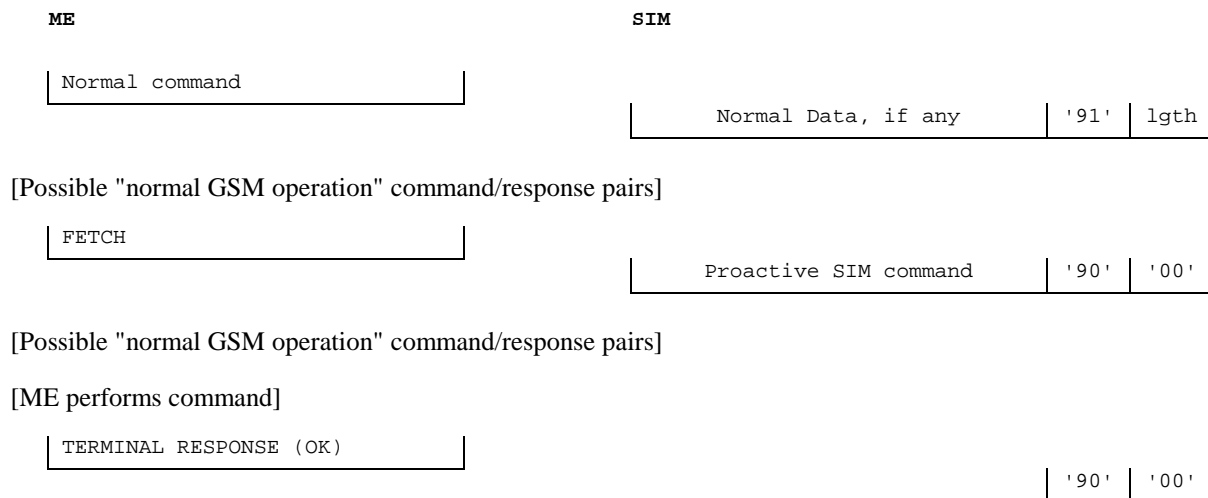 ME SIM
Normal command
Normal Data, if any '91' lgth
[Possible "normal GSM operation" command/response pairs]
FETCH
Proactive SIM command '90' '00'
[Possible "normal GSM operation" command/response pairs]
[ME performs command]
TERMINAL RESPONSE (OK)
'90' '00'